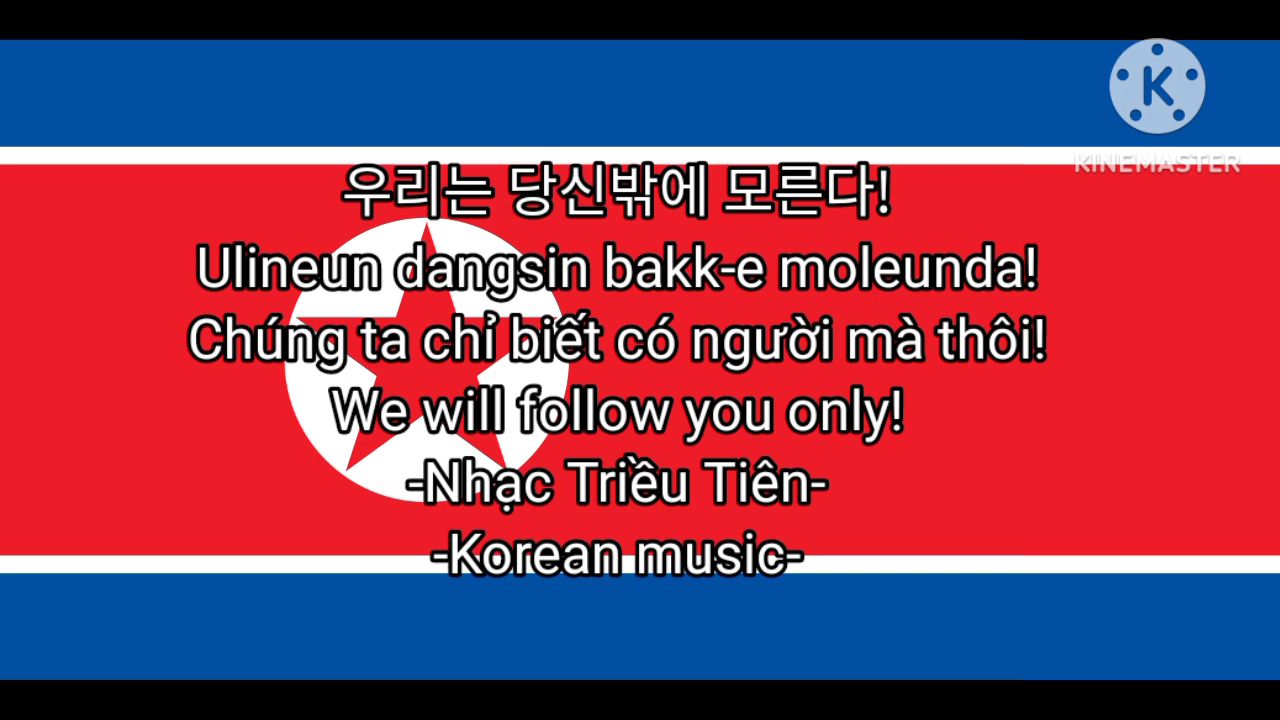 K
KINEMASTER
우리는 당신밖에 모른다!
Ulineun dangsin bakk-e moleunda!
Chúng ta chỉ biết có người mà thôi!
We will follow you only!
-Nhạc Triều Tiên-
-Korean music-